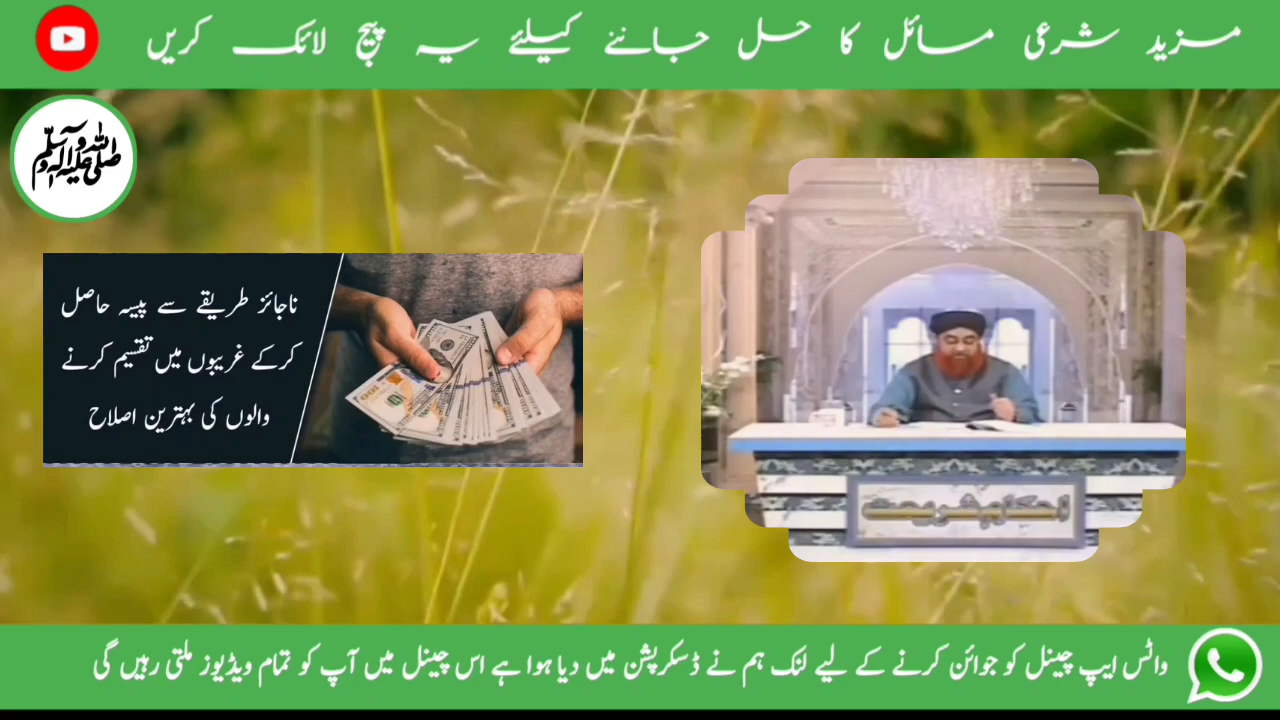 مزید شرعی مسائل کا حل جاننے کیلئے یہ پیج لائک کریں
صلی اللہ علیہ وآلہ وسلم
ناجائز طریقے سے پیسہ حاصل
کرکے غریبوں میں تقسیم کرنے
والوں کی بہترین اصلاح
احکام شریعت
واٹس ایپ چینل کو جوائن کرنے کے لیے لنک ہم نے ڈسکرپشن میں دیا ہوا ہے اس چینل میں آپ کو تمام ویڈیوز ملتی رہیں گی